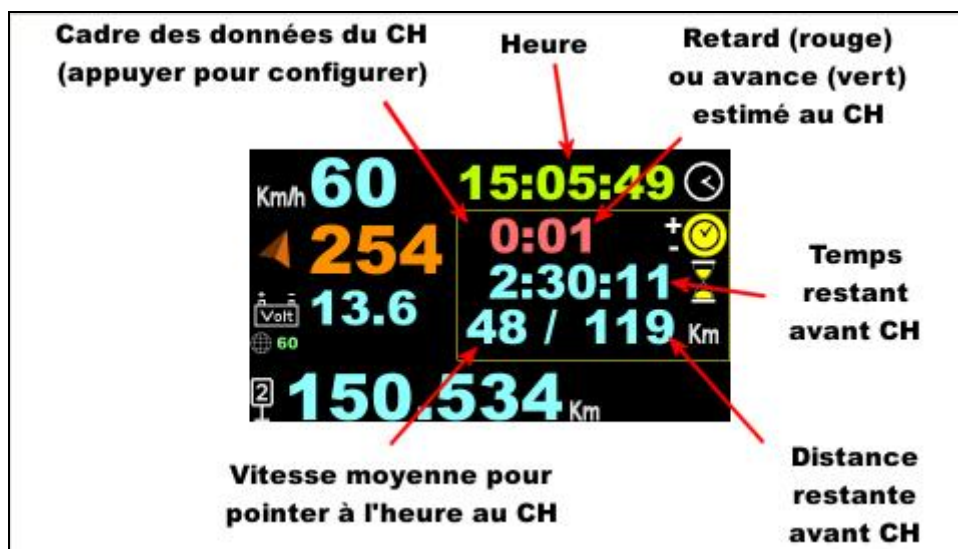 Cadre des données du CH
(appuyer pour configurer)
Heure
Retard (rouge)
ou avance (vert)
estimé au CH
Km/h 60
15:05:49
254
0:01
+
-
2:30:11
+ -
Volt 13.6
60
48 / 119 Km
2 150.534 Km
Temps
restant
avant CH
Vitesse moyenne pour
pointer à l'heure au CH
Distance
restante
avant CH